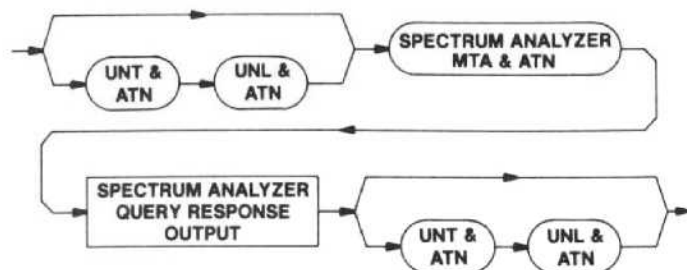 SPECTRUM ANALYZER
MTA & ATN
UNT &
ATN
UNL &
ATN
SPECTRUM ANALYZER
QUERY RESPONSE
OUTPUT
UNT &
ATN
UNL &
ATN